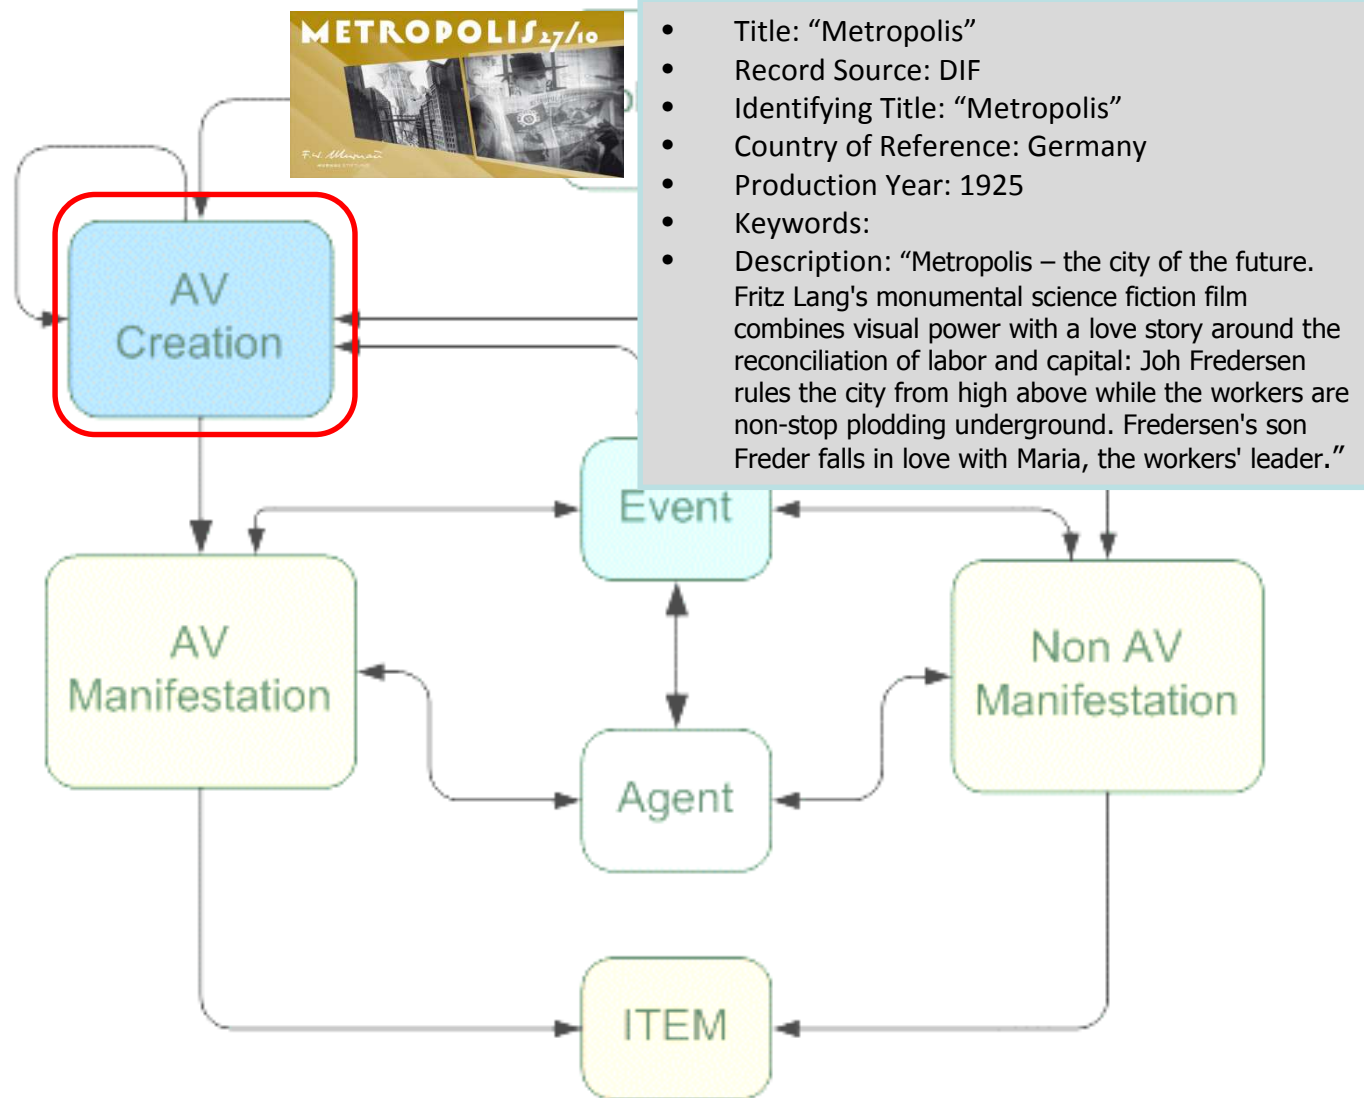 METROPOLIS 27/10
• Title: “Metropolis”
• Record Source: DIF
• Identifying Title: “Metropolis”
• Country of Reference: Germany
• Production Year: 1925
• Keywords:
• Description: “Metropolis – the city of the future.
Fritz Lang's monumental science fiction film
combines visual power with a love story around the
reconciliation of labor and capital: Joh Fredersen
rules the city from high above while the workers are
non-stop plodding underground. Fredersen's son
Freder falls in love with Maria, the workers' leader.”
AV
Creation
Event
AV
Manifestation
Non AV
Manifestation
Agent
ITEM